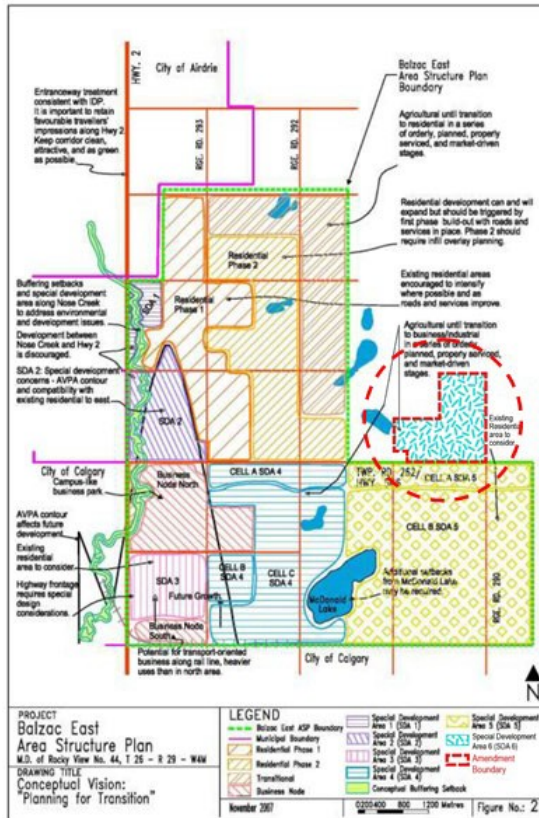 HWY. 2
City of Airdrie
Balzac East
Area Structure Plan
Boundary
Entranceway treatment
consistent with IDP.
It is important to retain
favourable travellers'
impressions along Hwy 2.
Keep corridor clean,
attractive, and as green
as possible.
RGE. RD. 293
RGE. RD. 292
Agricultural until transition
to residential in a series
of orderly, planned, properly
serviced, and market-driven
stages.
Residential development can and will
expand but should be triggered by
first phase build-out with roads and
services in place. Phase 2 should
require infill overlay planning.
Residential
Phase 2
Buffering setbacks
and special development
area along Nose Creek
to address environmental
and development issues.
SDA 1
Residential
Phase 1
Existing residential areas
encouraged to intensify
where possible and as
roads and services improve.
Development between
Nose Creek and Hwy 2
is discouraged.
Agricultural until transition
to business/industrial
in a series of orderly,
planned, properly serviced,
and market-driven
stages.
SDA 2: Special development
concerns - AVPA contour
and compatibility with
existing residential to east.
SDA 2
Existing
Residential
area to
consider
City of Calgary
Campus-like
business park.
Business
Node North
CELL A SDA 4
TWP. RD. 252/
CELL A SDA 5
AVPA contour
affects future
development.
CELL B SDA 5
Existing
residential
area to consider.
Highway frontage
requires special
design
considerations.
SDA 3
CELL B
SDA 4
CELL C
SDA 4
Future Growth
McDonald
Lake
Additional setbacks
from McDonald Lake
may be required.
RGE. RD. 290
Business Node
South
Potential for transport-oriented
business along rail line, heavier
uses than in north area.
City of Calgary
N
PROJECT
Balzac East
Area Structure Plan
M.D. of Rocky View No. 44, T 26 - R 29 - W4M
DRAWING TITLE
Conceptual Vision:
"Planning for Transition"
LEGEND
Balzac East ASP Boundary
Municipal Boundary
Residential Phase 1
Residential Phase 2
Transitional
Business Node
Special Development
Area 1 (SDA 1)
Special Development
Area 2 (SDA 2)
Special Development
Area 3 (SDA 3)
Special Development
Area 4 (SDA 4)
Conceptual Buffering Setback
Special Development
Area 5 (SDA 5)
Special Development
Area 6 (SDA 6)
Amendment
Boundary
November 2007
0 200 400 800 1200 Metres
Figure No.: 2